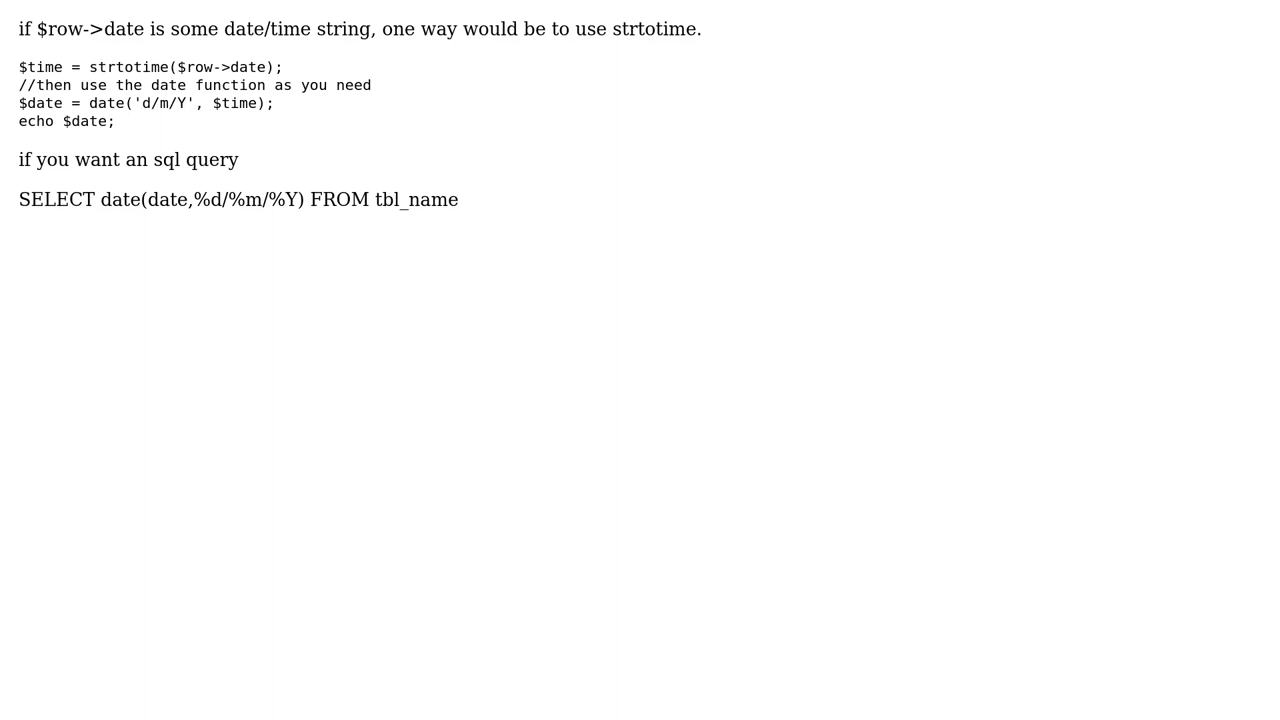 if $row->date is some date/time string, one way would be to use strtotime.
$time = strtotime($row->date);
//then use the date function as you need
$date = date('d/m/Y', $time);
echo $date;
if you want an sql query
SELECT date(date,%d/%m/%Y) FROM tbl_name